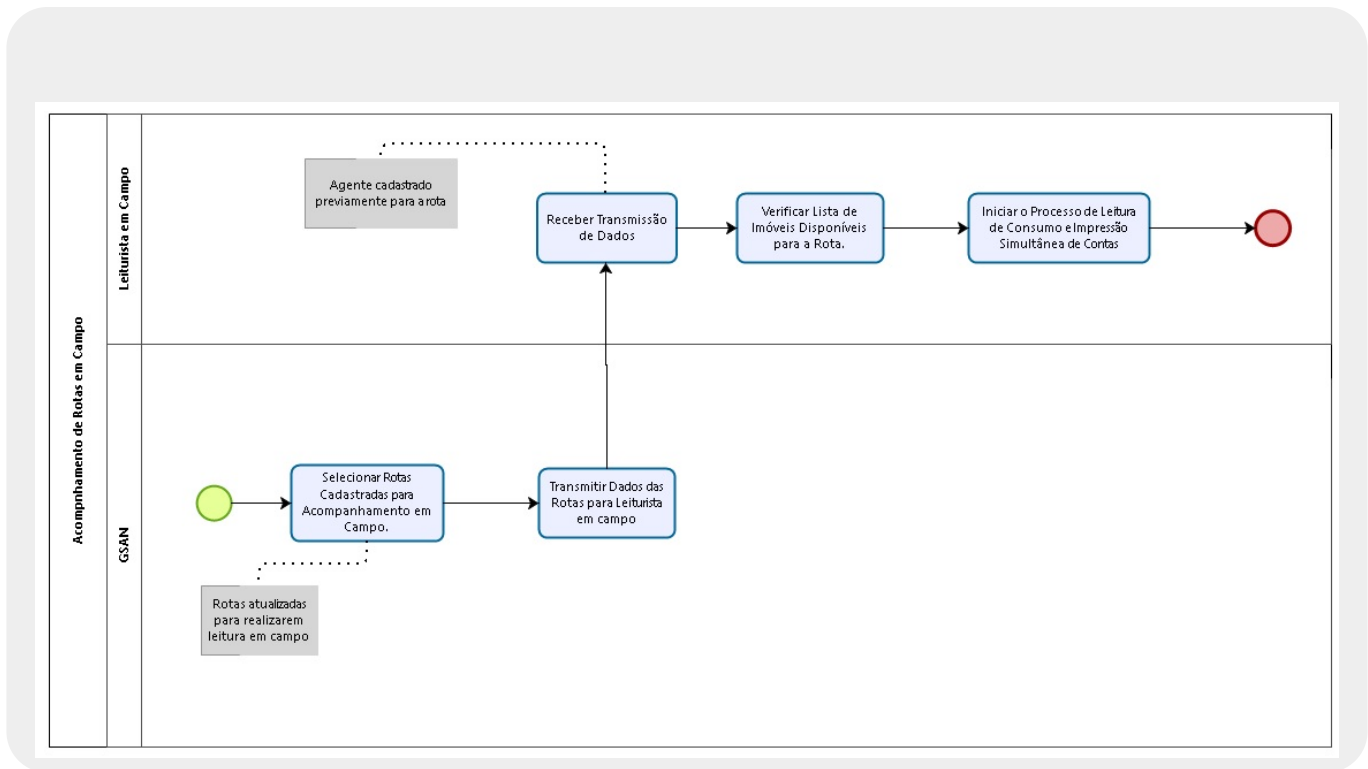 Acompnhamento de Rotas em Campo
Leiturista em Campo
Agente cadastrado
previamente para a rota
Receber Transmissão
de Dados
Verificar Lista de
Imóveis Disponíveis
para a Rota.
Iniciar o Processo de Leitura
de Consumo e Impressão
Simultânea de Contas
GSAN
Selecionar Rotas
Cadastradas para
Acompanhamento em
Campo.
Transmitir Dados das
Rotas para Leiturista
em campo
Rotas atualizadas
para realizarem
leitura em campo